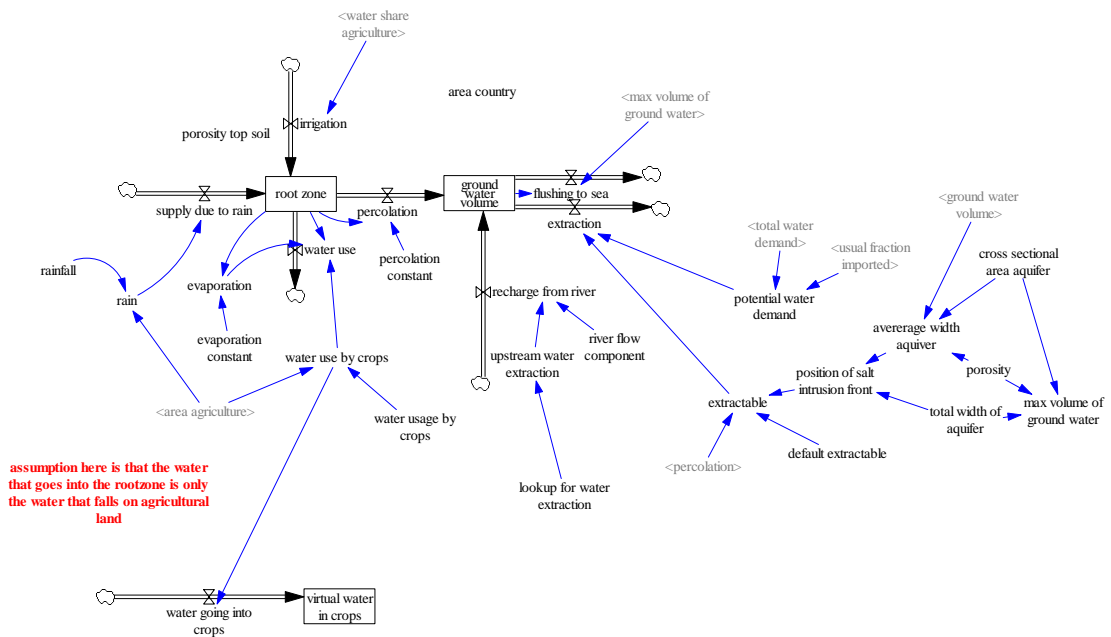 <water share
agriculture>
area country
<max volume of
ground water>
irrigation
porosity top soil
root zone
ground
water
volume
flushing to sea
supply due to rain
percolation
extraction
<ground water
volume>
<total water
demand>
<usual fraction
imported>
water use
percolation
constant
cross sectional
area aquifer
rainfall
evaporation
rain
recharge from river
potential water
demand
avererage width
aquiver
evaporation
constant
river flow
component
water use by crops
upstream water
extraction
position of salt
intrusion front
porosity
<area agriculture>
extractable
max volume of
ground water
total width of
aquifer
water usage by
crops
default extractable
<percolation>
assumption here is that the water
that goes into the rootzone is only
the water that falls on agricultural
land
lookup for water
extraction
water going into
crops
virtual water
in crops